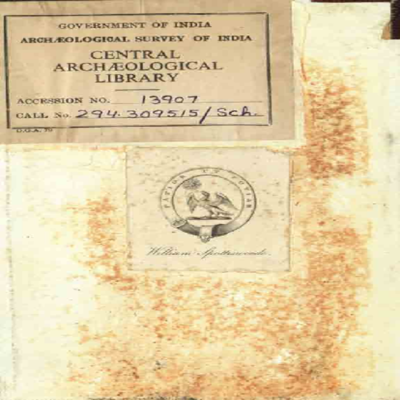 GOVERNMENT OF INDIA
ARCHÆOLOGICAL SURVEY OF INDIA
CENTRAL
ARCHÆOLOGICAL
LIBRARY
ACCESSION NO. 13907
CALL No. 294.309515/Sch.
D.G.A. 79
William Spottiswoode.